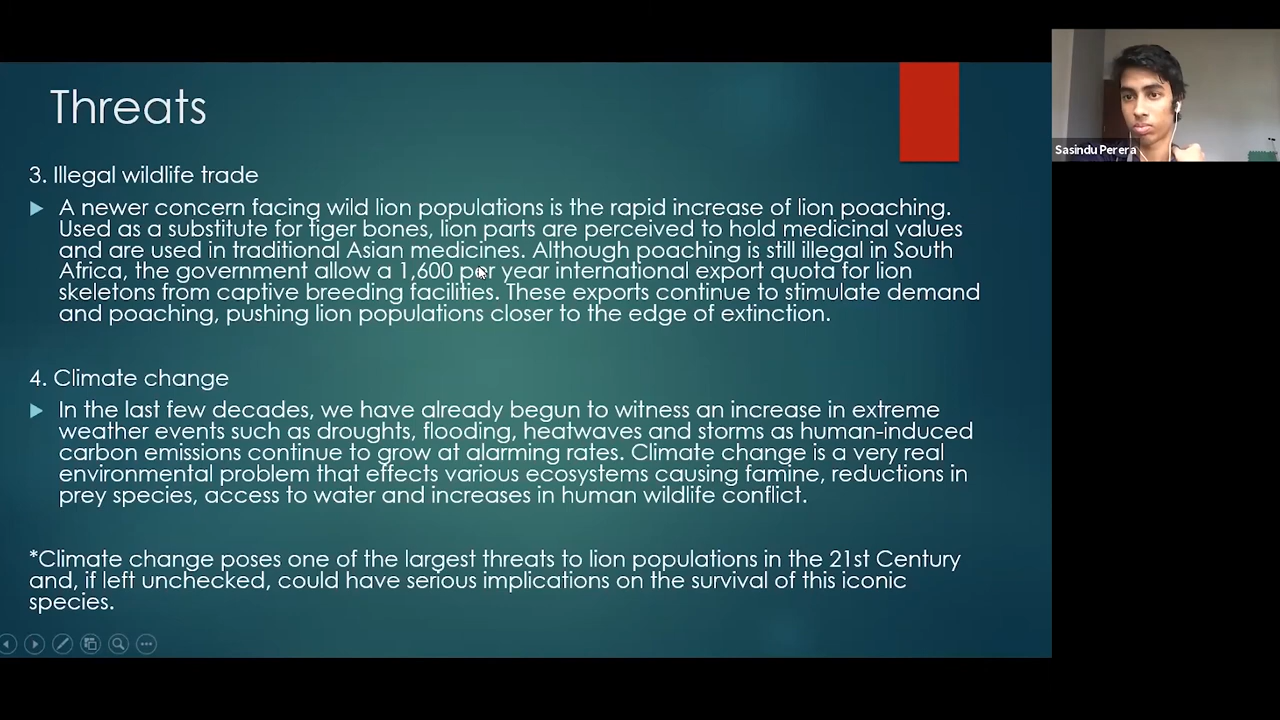 Threats
Sasindu Perera
3. Illegal wildlife trade
A newer concern facing wild lion populations is the rapid increase of lion poaching.
Used as a substitute for tiger bones, lion parts are perceived to hold medicinal values
and are used in traditional Asian medicines. Although poaching is still illegal in South
Africa, the government allow a 1,600 per year international export quota for lion
skeletons from captive breeding facilities. These exports continue to stimulate demand
and poaching, pushing lion populations closer to the edge of extinction.
4. Climate change
In the last few decades, we have already begun to witness an increase in extreme
weather events such as droughts, flooding, heatwaves and storms as human-induced
carbon emissions continue to grow at alarming rates. Climate change is a very real
environmental problem that effects various ecosystems causing famine, reductions in
prey species, access to water and increases in human wildlife conflict.
*Climate change poses one of the largest threats to lion populations in the 21st Century
and, if left unchecked, could have serious implications on the survival of this iconic
species.